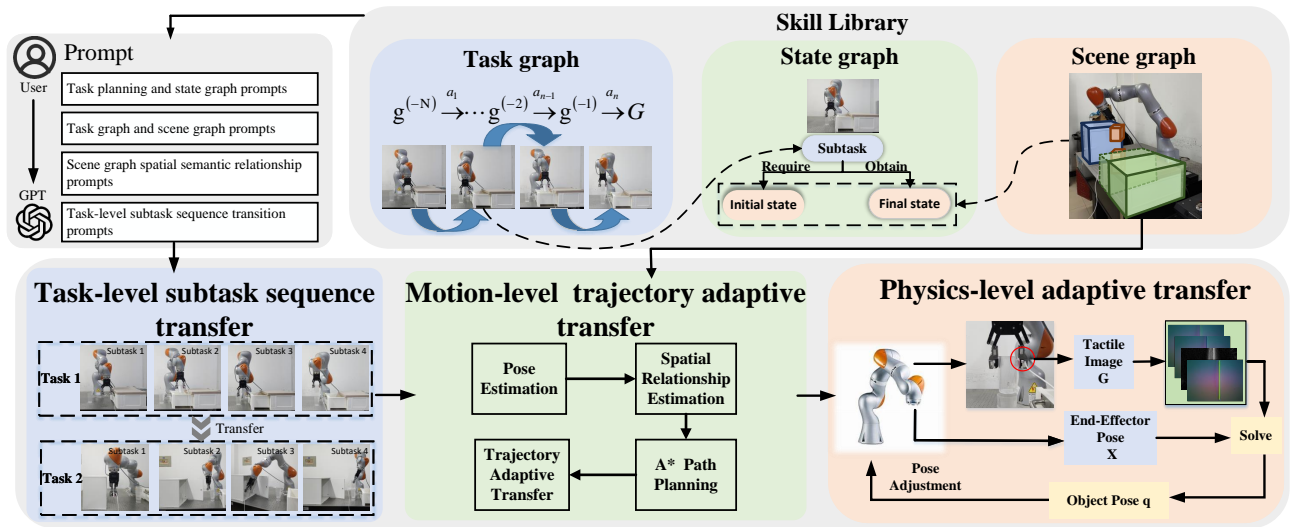 Skill Library
Prompt
User
GPT
Task planning and state graph prompts
Task graph and scene graph prompts
Scene graph spatial semantic relationship
prompts
Task-level subtask sequence transition
prompts
Task graph
g^(−N) a₁→ ⋯ g^(−2) aₙ₋₁→ g^(−1) aₙ→ G
State graph
Subtask
Require
Obtain
Initial state
Final state
Scene graph
Task-level subtask sequence
transfer
Task 1
Subtask 1
Subtask 2
Subtask 3
Subtask 4
Transfer
Task 2
Subtask 1
Subtask 2
Subtask 3
Subtask 4
Motion-level trajectory adaptive
transfer
Pose
Estimation
Spatial
Relationship
Estimation
Trajectory
Adaptive
Transfer
A* Path
Planning
Physics-level adaptive transfer
Tactile
Image
G
End-Effector
Pose
X
Solve
Pose
Adjustment
Object Pose q